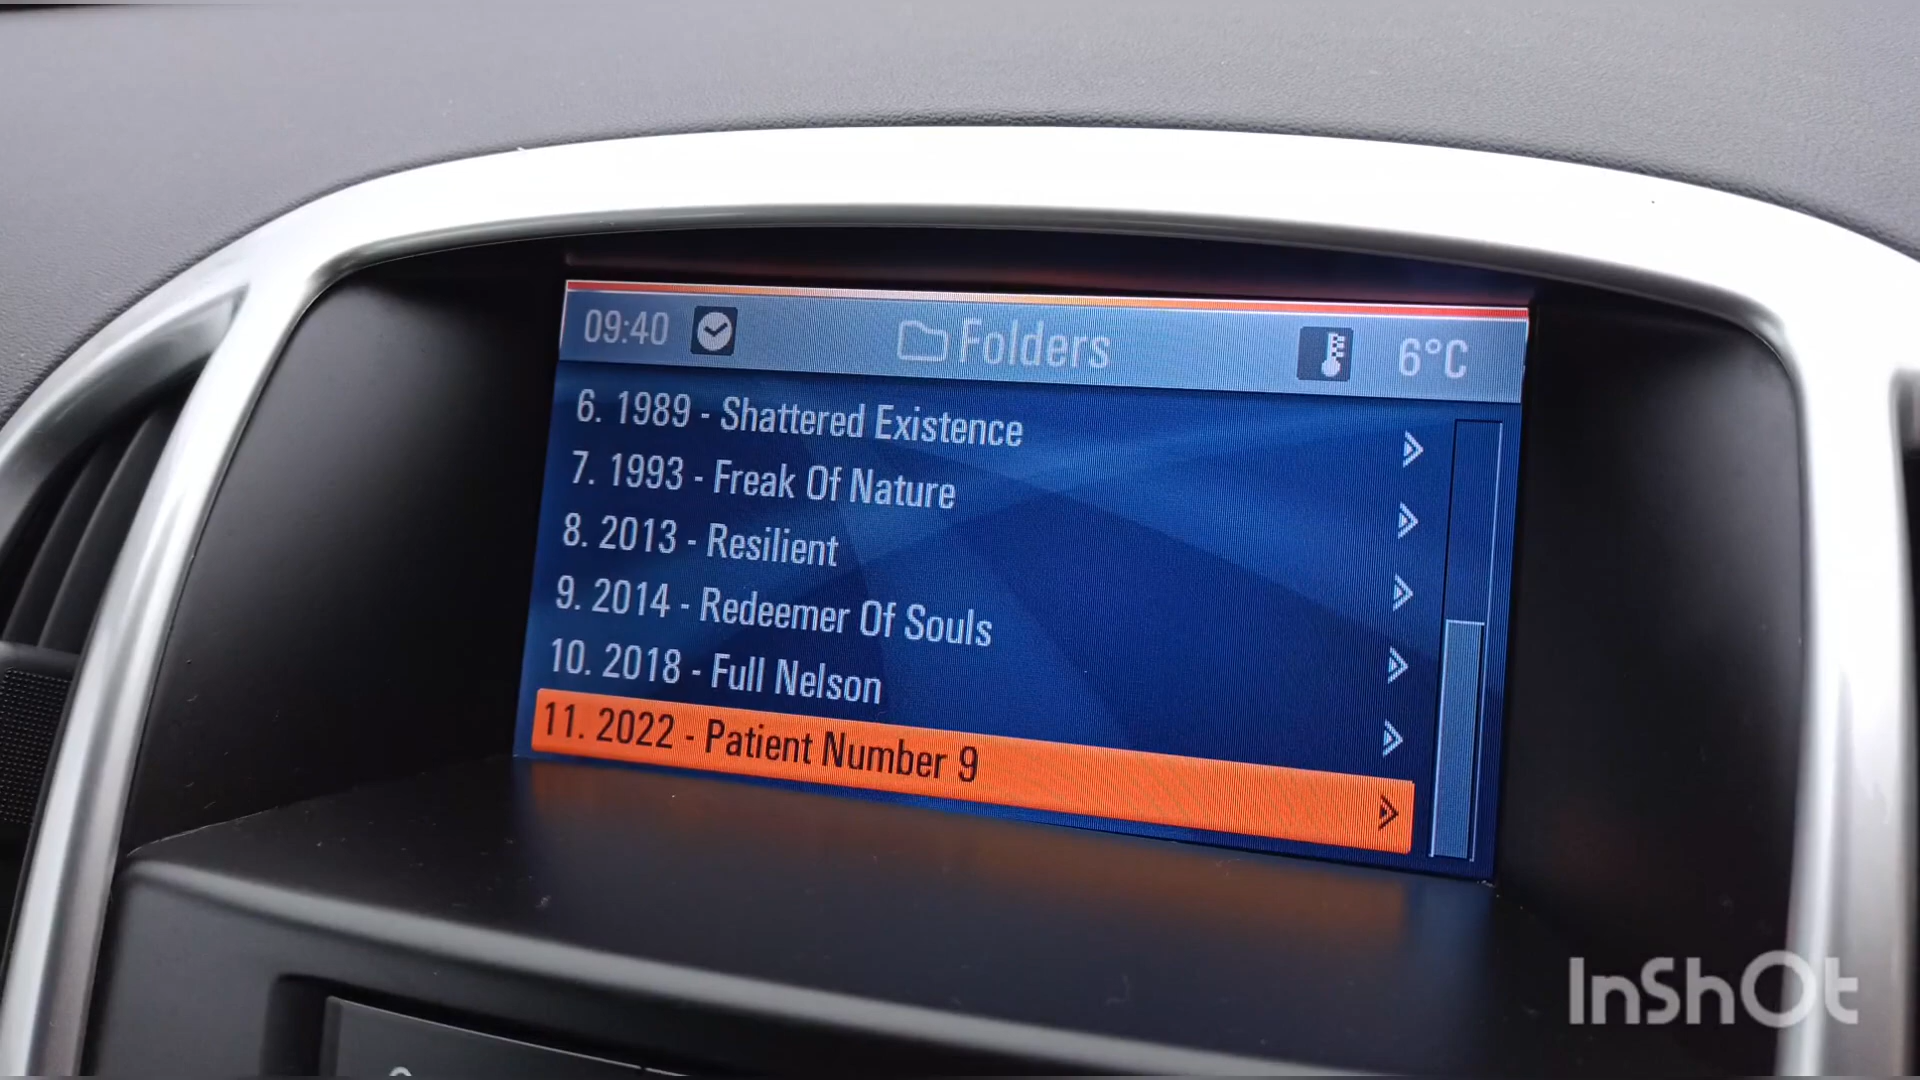 09:40 Folders 6°C
6. 1989 - Shattered Existence
7. 1993 - Freak Of Nature
8. 2013 - Resilient
9. 2014 - Redeemer Of Souls
10. 2018 - Full Nelson
11. 2022 - Patient Number 9
InShOt